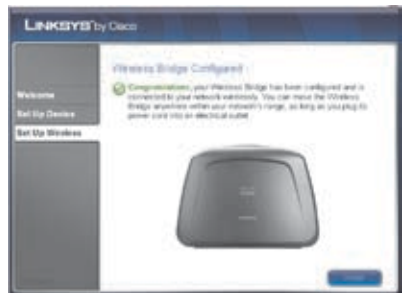 LINKSYS by Cisco
Wireless Bridge Configured
Congratulations, your Wireless Bridge has been configured and is
connected to your network wirelessly. You can move the Wireless
Bridge anywhere within your network's range, as long as you plug its
power cord into an electrical outlet.
Welcome
Set Up Device
Set Up Wireless